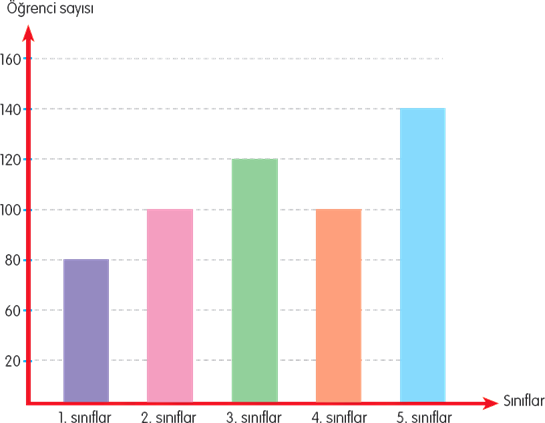 Öğrenci sayısı
160
140
120
100
80
60
20
Sınıflar
1. sınıflar 2. sınıflar 3. sınıflar 4. sınıflar 5. sınıflar